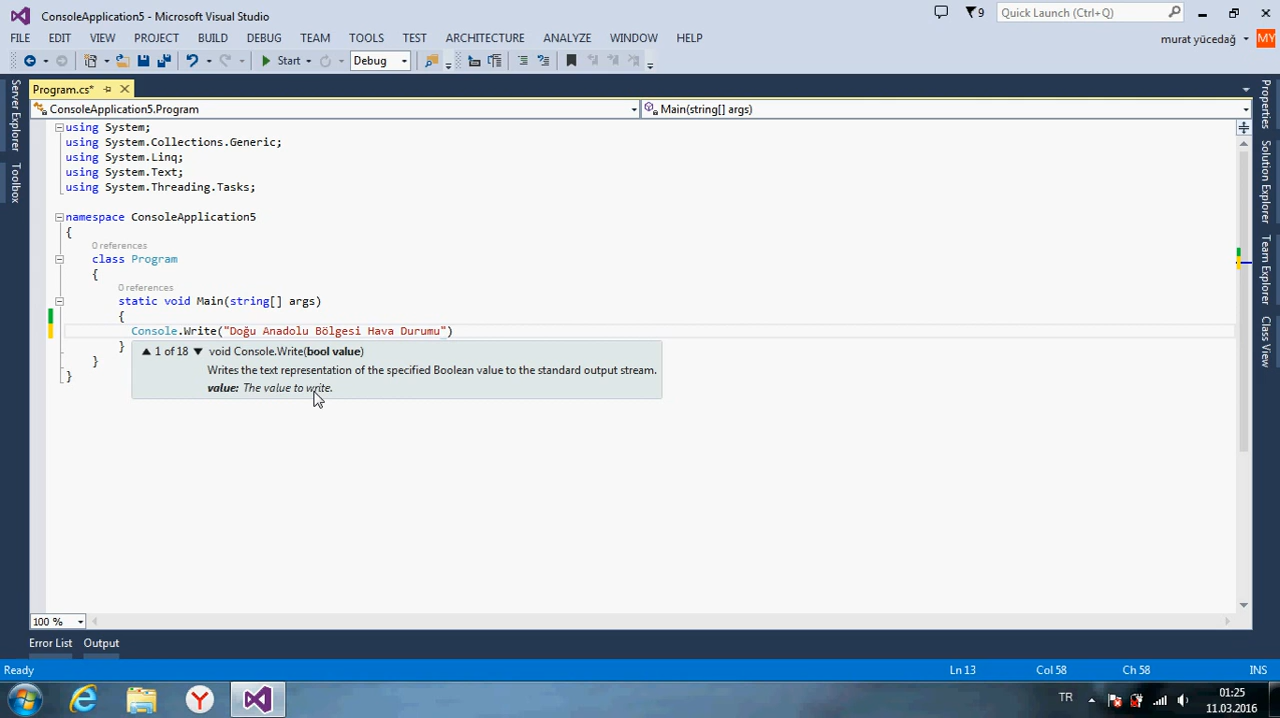 ConsoleApplication5 - Microsoft Visual Studio
9
Quick Launch (Ctrl+Q)
FILE EDIT VIEW PROJECT BUILD DEBUG TEAM TOOLS TEST ARCHITECTURE ANALYZE WINDOW HELP
murat yücedağ MY
Start Debug
Program.cs*
ConsoleApplication5.Program
Main(string[] args)
Server Explorer
Toolbox
Properties
Solution Explorer
Team Explorer
Class View
using System;
using System.Collections.Generic;
using System.Linq;
using System.Text;
using System.Threading.Tasks;
namespace ConsoleApplication5
{
0 references
class Program
{
0 references
static void Main(string[] args)
{
Console.Write("Doğu Anadolu Bölgesi Hava Durumu")
}
1 of 18 void Console.Write(bool value)
Writes the text representation of the specified Boolean value to the standard output stream.
value: The value to write.
}
}
100 %
Error List Output
Ready Ln 13 Col 58 Ch 58 INS
TR
01:25
11.03.2016